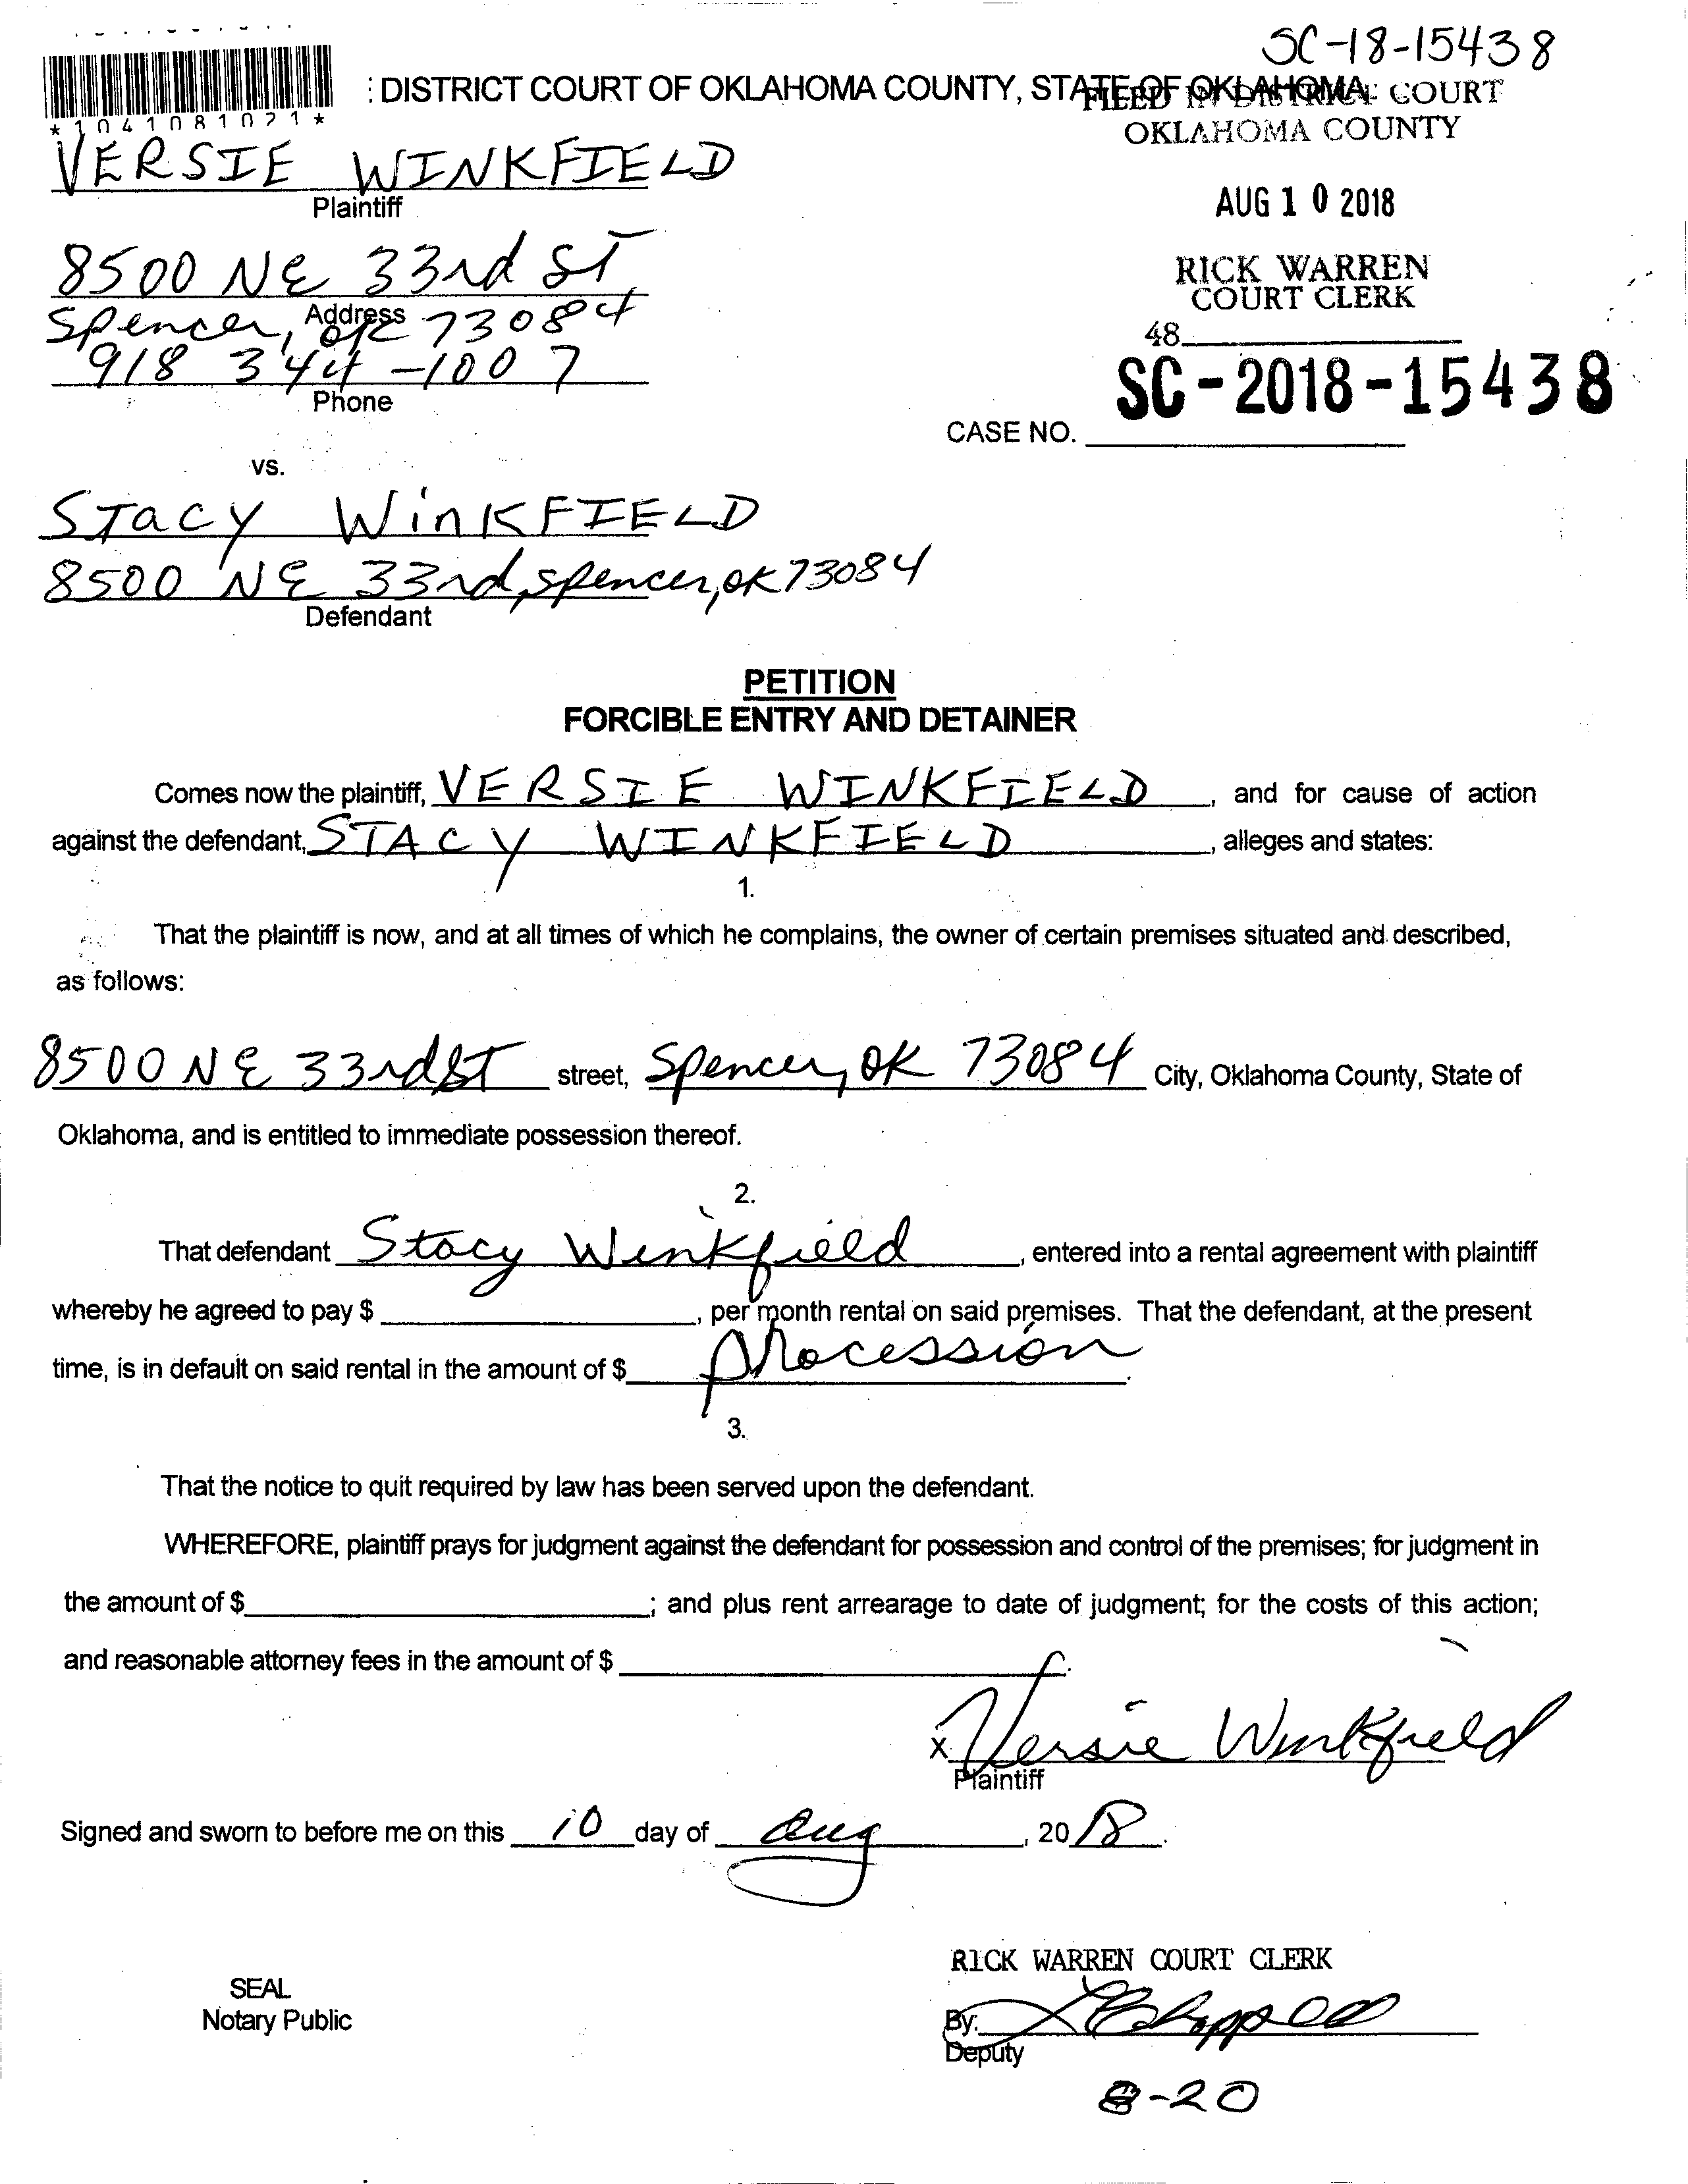 SC-18-15438
: DISTRICT COURT OF OKLAHOMA COUNTY, STATE OF OKLAHOMA
FILED IN DISTRICT COURT
OKLAHOMA COUNTY
*1041081021*
VERSIE WINKFIELD
Plaintiff
AUG 10 2018
8500 NE 33rd ST
Address
Spencer, OK 73084
RICK WARREN
COURT CLERK
48
918 344-1007
Phone
SC-2018-15438
CASE NO.
vs.
STACY WINKFIELD
8500 NE 33rd, Spencer, OK 73084
Defendant
PETITION
FORCIBLE ENTRY AND DETAINER
Comes now the plaintiff, VERSIE WINKFIELD, and for cause of action
against the defendant, STACY WINKFIELD, alleges and states:
1.
That the plaintiff is now, and at all times of which he complains, the owner of certain premises situated and described,
as follows:
8500 NE 33rd ST street, Spencer, OK 73084 City, Oklahoma County, State of
Oklahoma, and is entitled to immediate possession thereof.
2.
That defendant Stacy Winkfield, entered into a rental agreement with plaintiff
whereby he agreed to pay $, per month rental on said premises. That the defendant, at the present
time, is in default on said rental in the amount of $ procession.
3.
That the notice to quit required by law has been served upon the defendant.
WHEREFORE, plaintiff prays for judgment against the defendant for possession and control of the premises; for judgment in
the amount of $; and plus rent arrearage to date of judgment; for the costs of this action;
and reasonable attorney fees in the amount of $.
x Versie Winkfield
Plaintiff
Signed and sworn to before me on this 10 day of Aug, 2018.
RICK WARREN COURT CLERK
SEAL
Notary Public
By:
Deputy
8-20